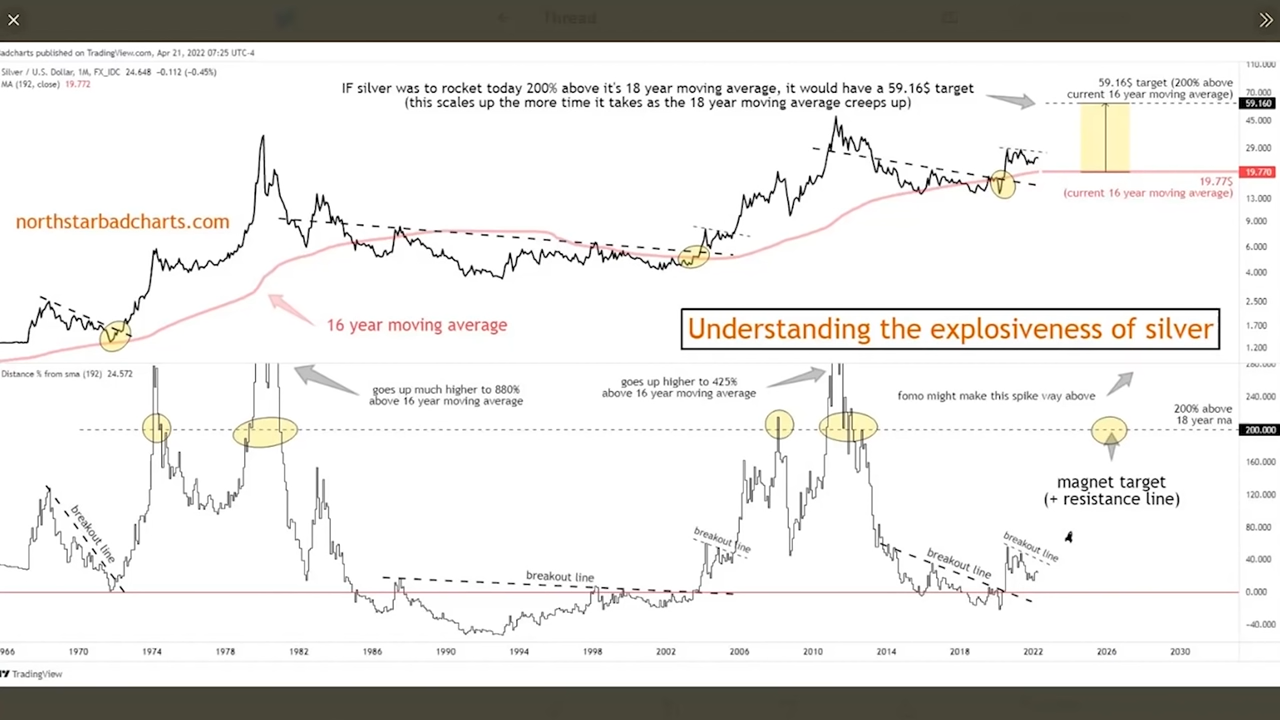 Thread
adcharts published on TradingView.com, Apr 21, 2022 07:25 UTC-4
Silver / U.S. Dollar, 1M, FX_IDC 24.648 −0.112 (−0.45%)
MA (192, close) 19.772
IF silver was to rocket today 200% above it's 18 year moving average, it would have a 59.16$ target
(this scales up the more time it takes as the 18 year moving average creeps up)
59.16$ target (200% above
current 16 year moving average)
110.000
70.000
59.160
45.000
29.000
19.770
13.000
9.000
6.000
4.000
2.500
1.700
1.200
19.77$
(current 16 year moving average)
northstarbadcharts.com
16 year moving average
Understanding the explosiveness of silver
Distance % from sma (192) 24.572
goes up much higher to 880%
above 16 year moving average
goes up higher to 425%
above 16 year moving average
fomo might make this spike way above
200% above
18 year ma
magnet target
(+ resistance line)
breakout line
breakout line
breakout line
breakout line
breakout line
280.000
240.000
200.000
160.000
120.000
80.000
40.000
0.000
−40.000
966 1970 1974 1978 1982 1986 1990 1994 1998 2002 2006 2010 2014 2018 2022 2026 2030
TradingView